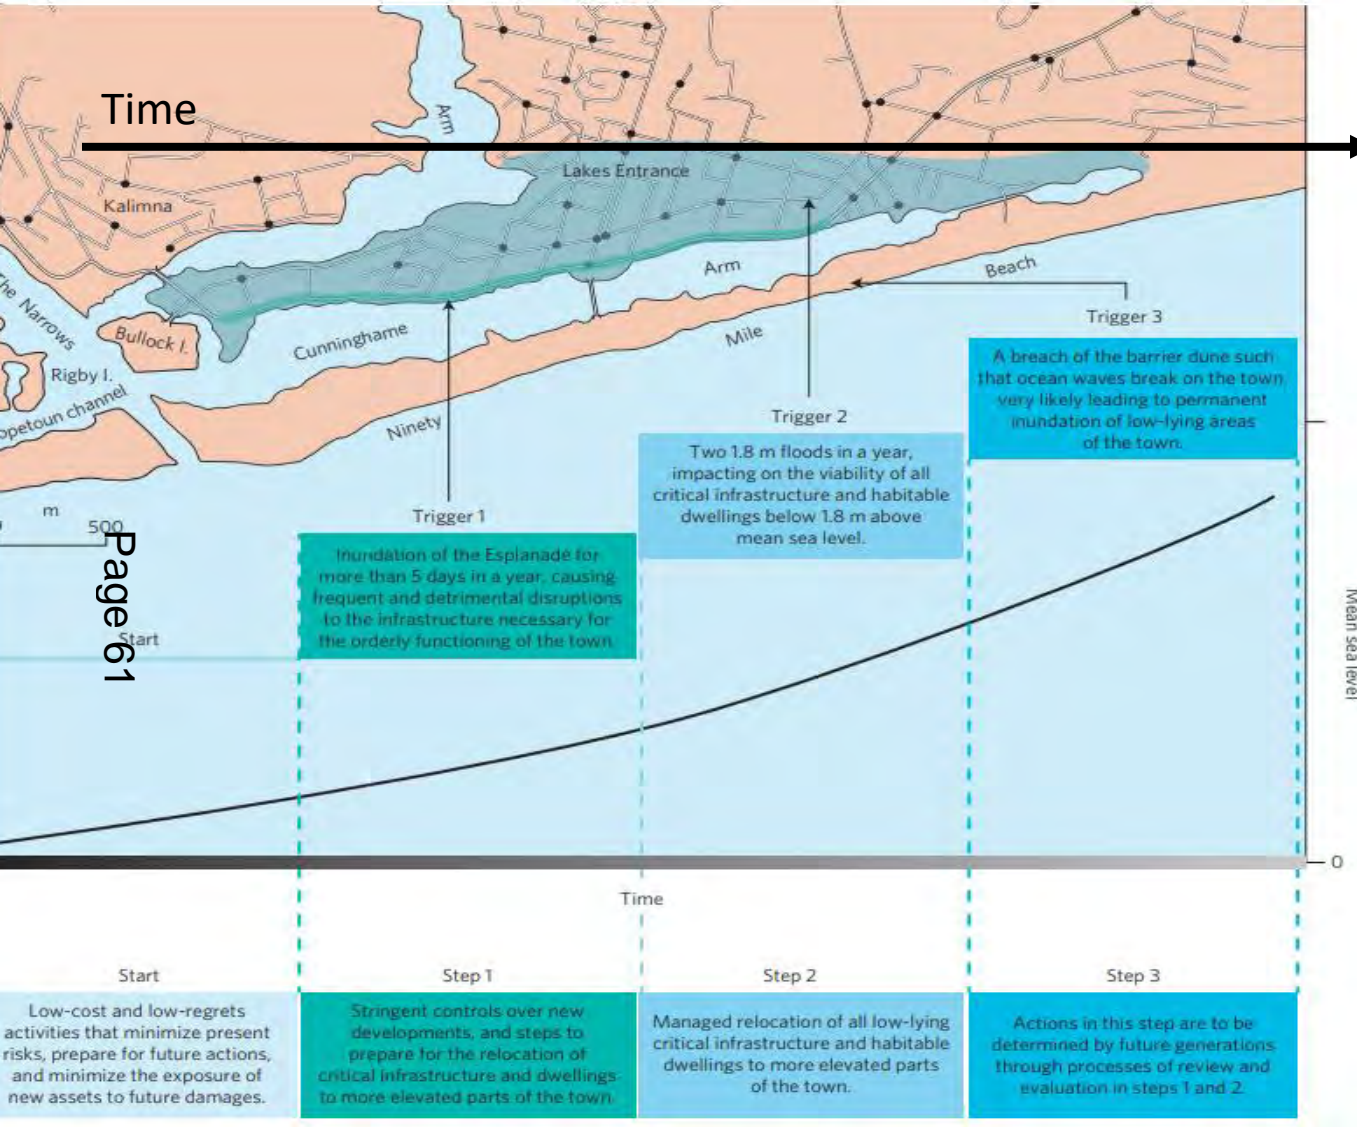 Time
Arm
Lakes Entrance
Kalimna
The Narrows
Bullock I.
Rigby I.
Cunninghame
Arm
Beach
Mile
Ninety
m
500
Page 61
Trigger 3
A breach of the barrier dune such
that ocean waves break on the town
very likely leading to permanent
inundation of low-lying areas
of the town.
Trigger 2
Two 1.8 m floods in a year,
impacting on the viability of all
critical infrastructure and habitable
dwellings below 1.8 m above
mean sea level.
Trigger 1
Inundation of the Esplanade for
more than 5 days in a year, causing
frequent and detrimental disruptions
to the infrastructure necessary for
the orderly functioning of the town.
Start
Mean sea level
0
Time
Start
Low-cost and low-regrets
activities that minimize present
risks, prepare for future actions,
and minimize the exposure of
new assets to future damages.
Step 1
Stringent controls over new
developments, and steps to
prepare for the relocation of
critical infrastructure and dwellings
to more elevated parts of the town.
Step 2
Managed relocation of all low-lying
critical infrastructure and habitable
dwellings to more elevated parts
of the town.
Step 3
Actions in this step are to be
determined by future generations
through processes of review and
evaluation in steps 1 and 2.